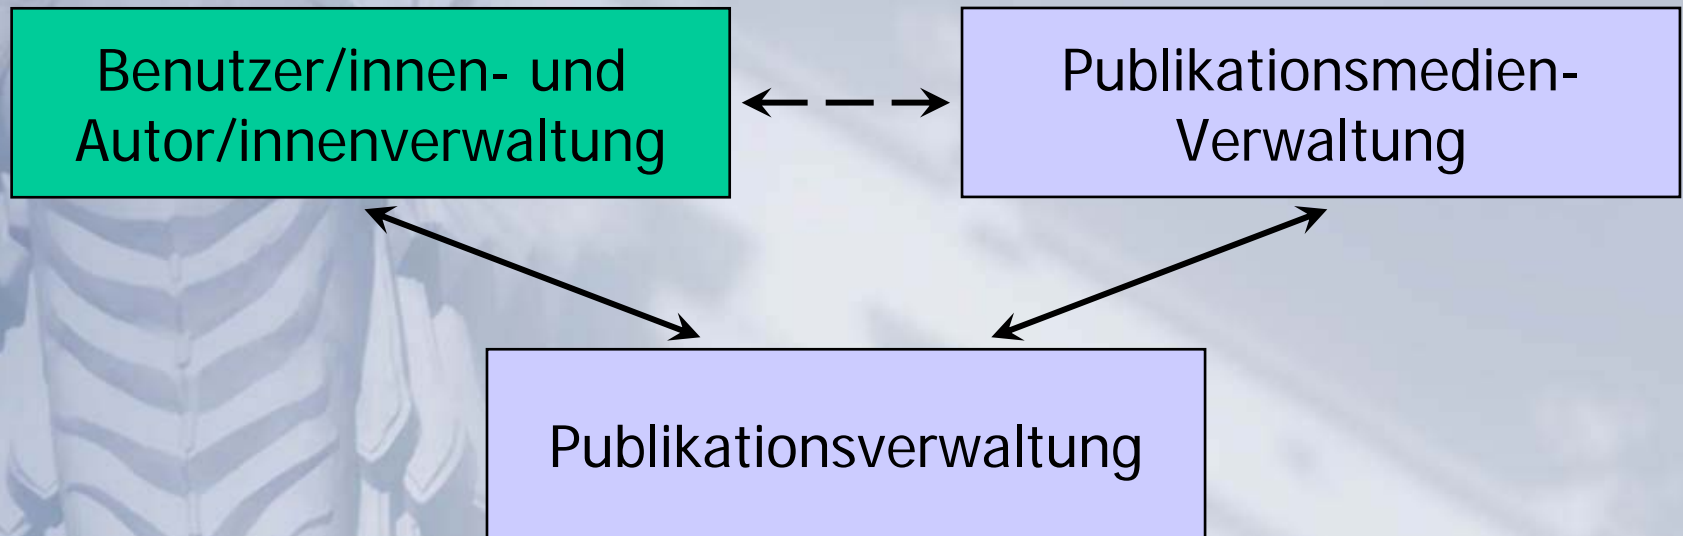 Benutzer/innen- und
Autor/innenverwaltung
Publikationsmedien-
Verwaltung
Publikationsverwaltung